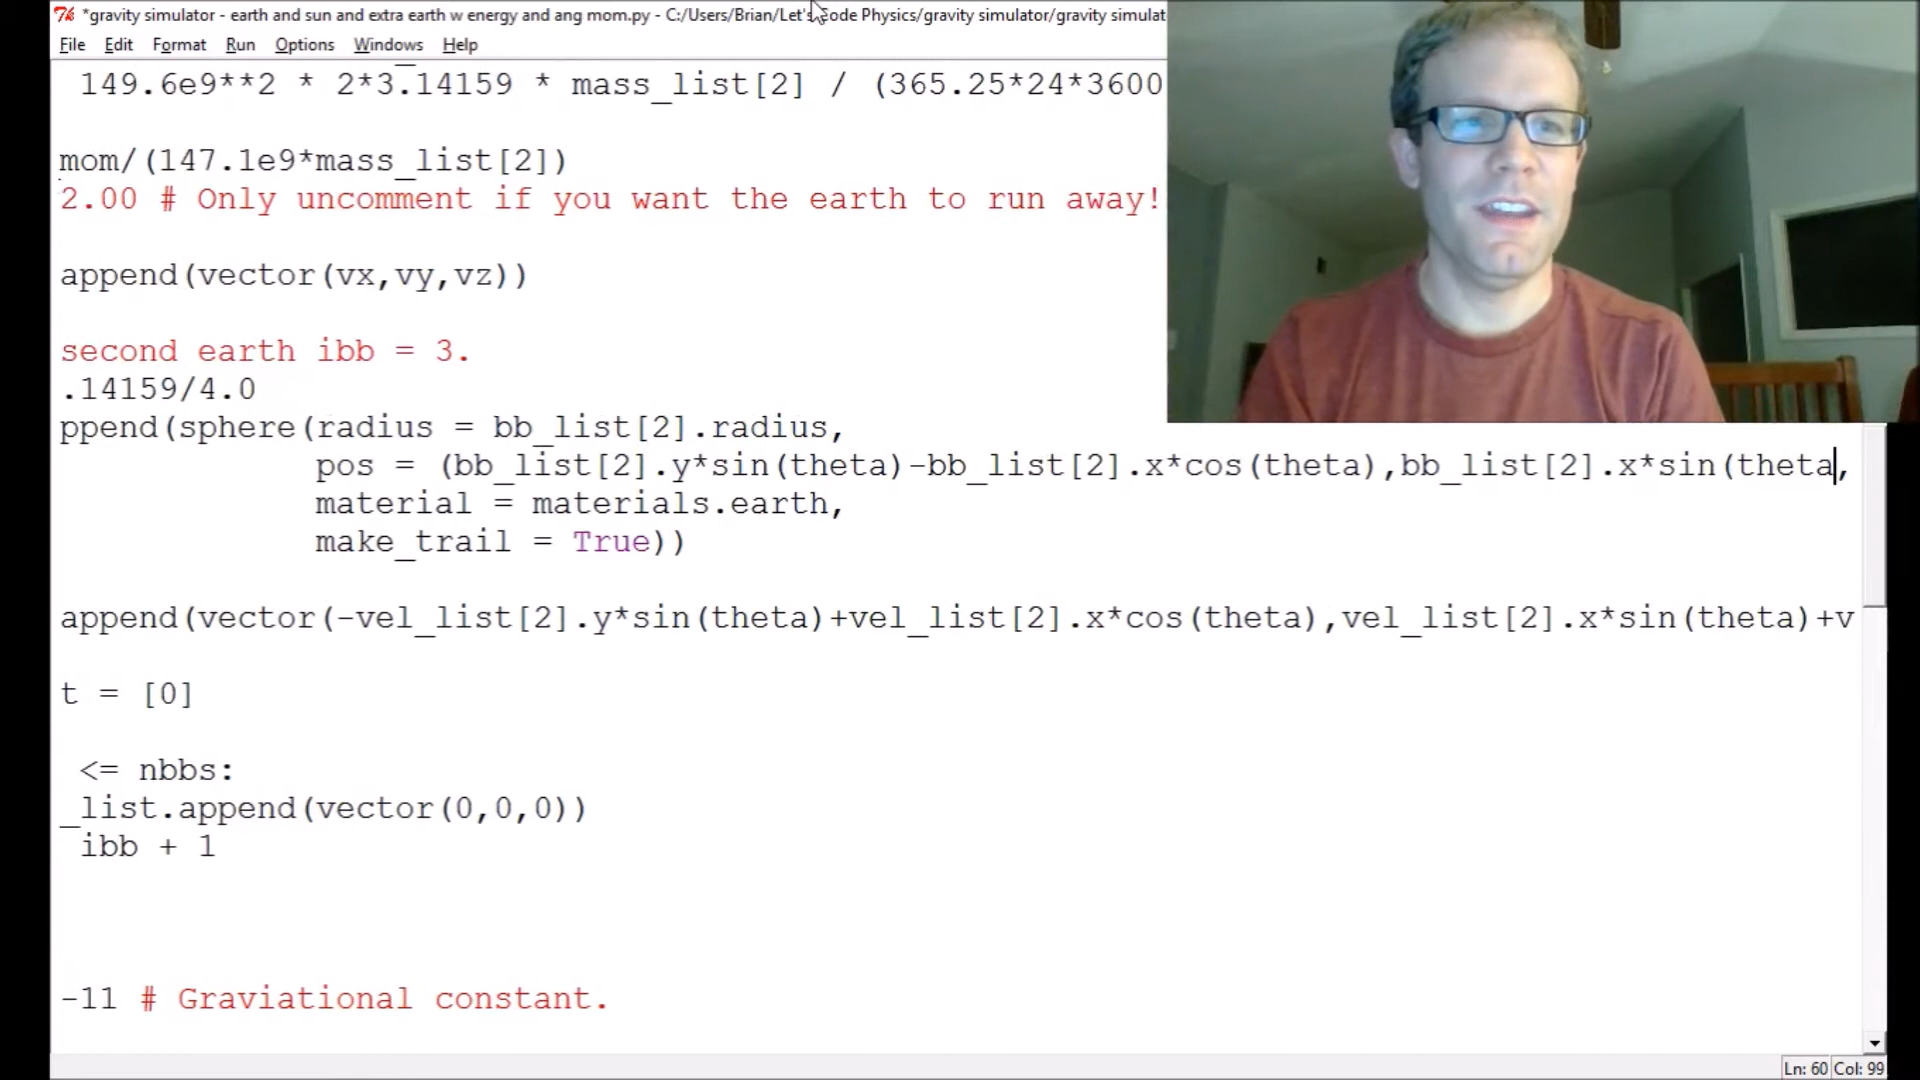 *gravity simulator - earth and sun and extra earth w energy and ang mom.py - C:/Users/Brian/Let's Code Physics/gravity simulator/gravity simulat
File Edit Format Run Options Windows Help
149.6e9**2 * 2*3.14159 * mass_list[2] / (365.25*24*3600
mom/(147.1e9*mass_list[2])
2.00 # Only uncomment if you want the earth to run away!
append(vector(vx,vy,vz))
second earth ibb = 3.
.14159/4.0
ppend(sphere(radius = bb_list[2].radius,
pos = (bb_list[2].y*sin(theta)-bb_list[2].x*cos(theta),bb_list[2].x*sin(theta,
material = materials.earth,
make_trail = True))
append(vector(-vel_list[2].y*sin(theta)+vel_list[2].x*cos(theta),vel_list[2].x*sin(theta)+v
t = [0]
<= nbbs:
_list.append(vector(0,0,0))
ibb + 1
-11 # Graviational constant.
Ln: 60 Col: 99